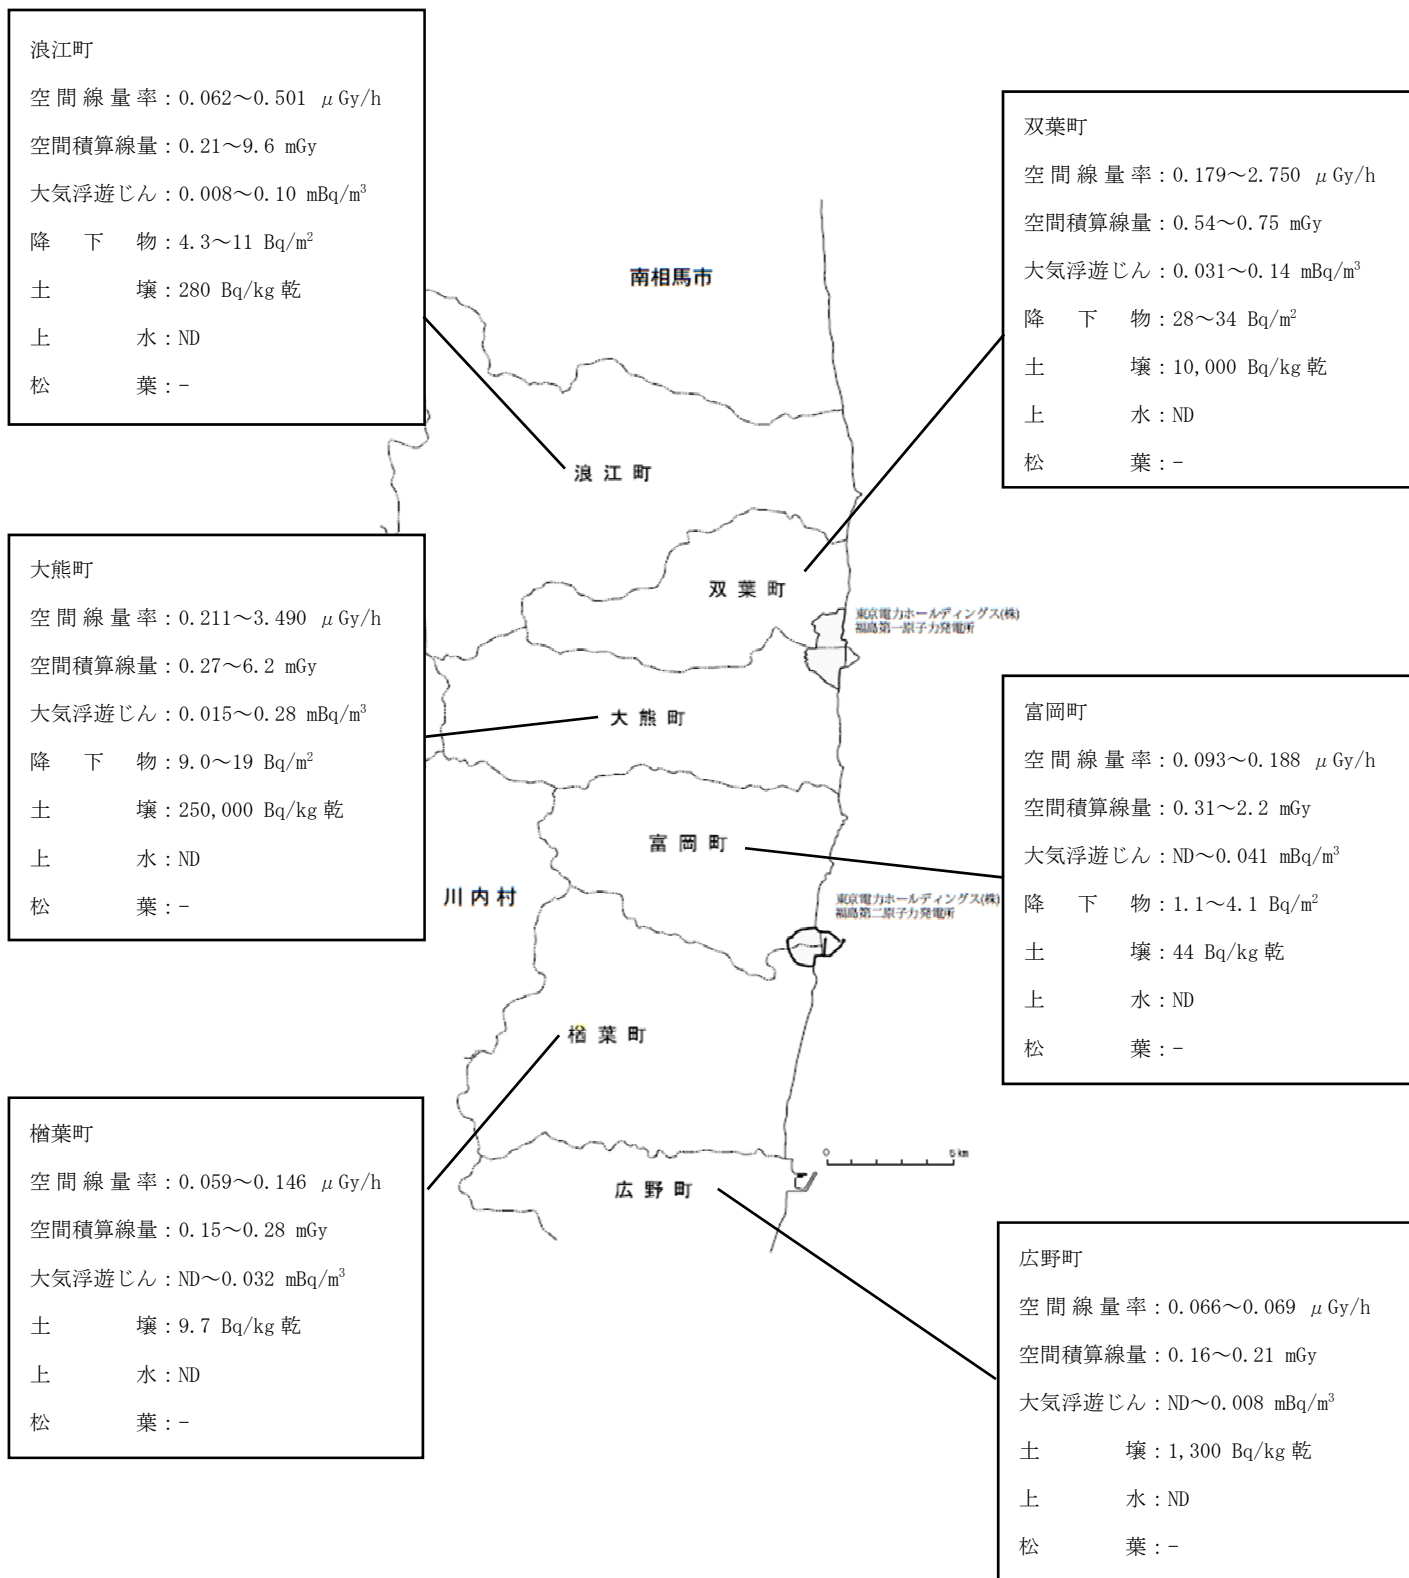 浪江町
空間線量率：0.062～0.501 μGy/h
空間積算線量：0.21～9.6 mGy
大気浮遊じん：0.008～0.10 mBq/m³
降下物：4.3～11 Bq/m²
土壌：280 Bq/kg 乾
上水：ND
松葉：-
双葉町
空間線量率：0.179～2.750 μGy/h
空間積算線量：0.54～0.75 mGy
大気浮遊じん：0.031～0.14 mBq/m³
降下物：28～34 Bq/m²
土壌：10,000 Bq/kg 乾
上水：ND
松葉：-
南相馬市
浪江町
双葉町
東京電力ホールディングス(株)
福島第一原子力発電所
大熊町
空間線量率：0.211～3.490 μGy/h
空間積算線量：0.27～6.2 mGy
大気浮遊じん：0.015～0.28 mBq/m³
降下物：9.0～19 Bq/m²
土壌：250,000 Bq/kg 乾
上水：ND
松葉：-
大熊町
富岡町
空間線量率：0.093～0.188 μGy/h
空間積算線量：0.31～2.2 mGy
大気浮遊じん：ND～0.041 mBq/m³
降下物：1.1～4.1 Bq/m²
土壌：44 Bq/kg 乾
上水：ND
松葉：-
富岡町
川内村
東京電力ホールディングス(株)
福島第二原子力発電所
楢葉町
楢葉町
空間線量率：0.059～0.146 μGy/h
空間積算線量：0.15～0.28 mGy
大気浮遊じん：ND～0.032 mBq/m³
土壌：9.7 Bq/kg 乾
上水：ND
松葉：-
0 5km
広野町
広野町
空間線量率：0.066～0.069 μGy/h
空間積算線量：0.16～0.21 mGy
大気浮遊じん：ND～0.008 mBq/m³
土壌：1,300 Bq/kg 乾
上水：ND
松葉：-